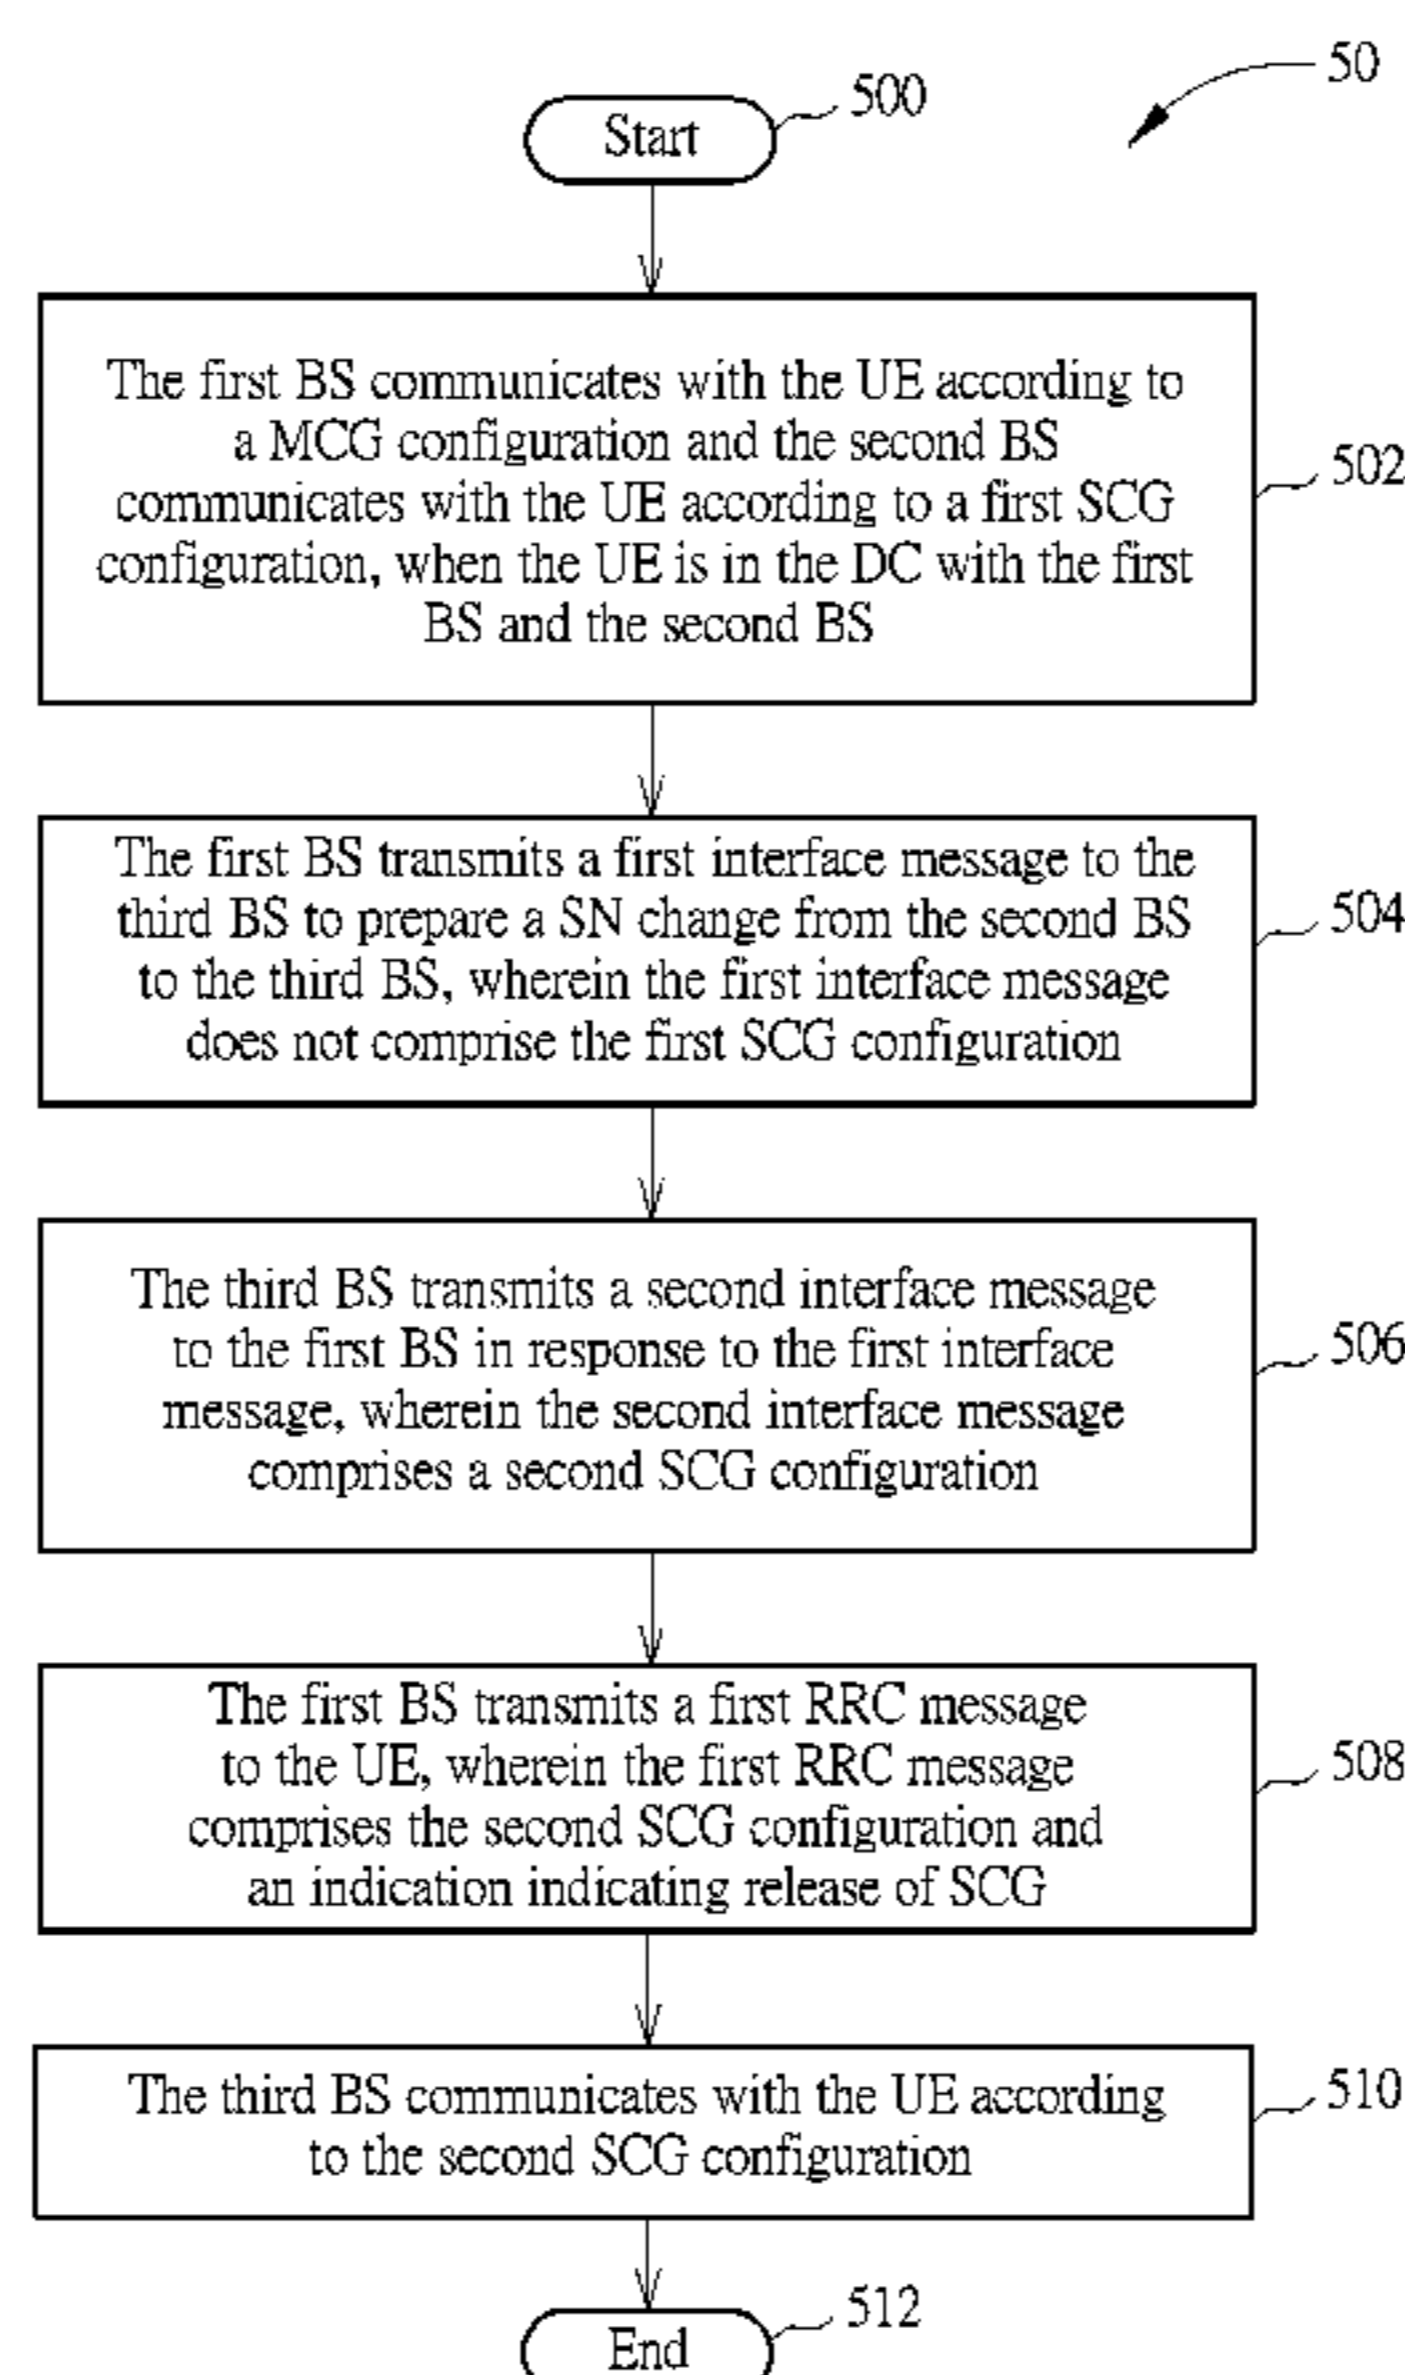 50
Start
500
The first BS communicates with the UE according to
a MCG configuration and the second BS
communicates with the UE according to a first SCG
configuration, when the UE is in the DC with the first
BS and the second BS
502
The first BS transmits a first interface message to the
third BS to prepare a SN change from the second BS
to the third BS, wherein the first interface message
does not comprise the first SCG configuration
504
The third BS transmits a second interface message
to the first BS in response to the first interface
message, wherein the second interface message
comprises a second SCG configuration
506
The first BS transmits a first RRC message
to the UE, wherein the first RRC message
comprises the second SCG configuration and
an indication indicating release of SCG
508
The third BS communicates with the UE according
to the second SCG configuration
510
End
512